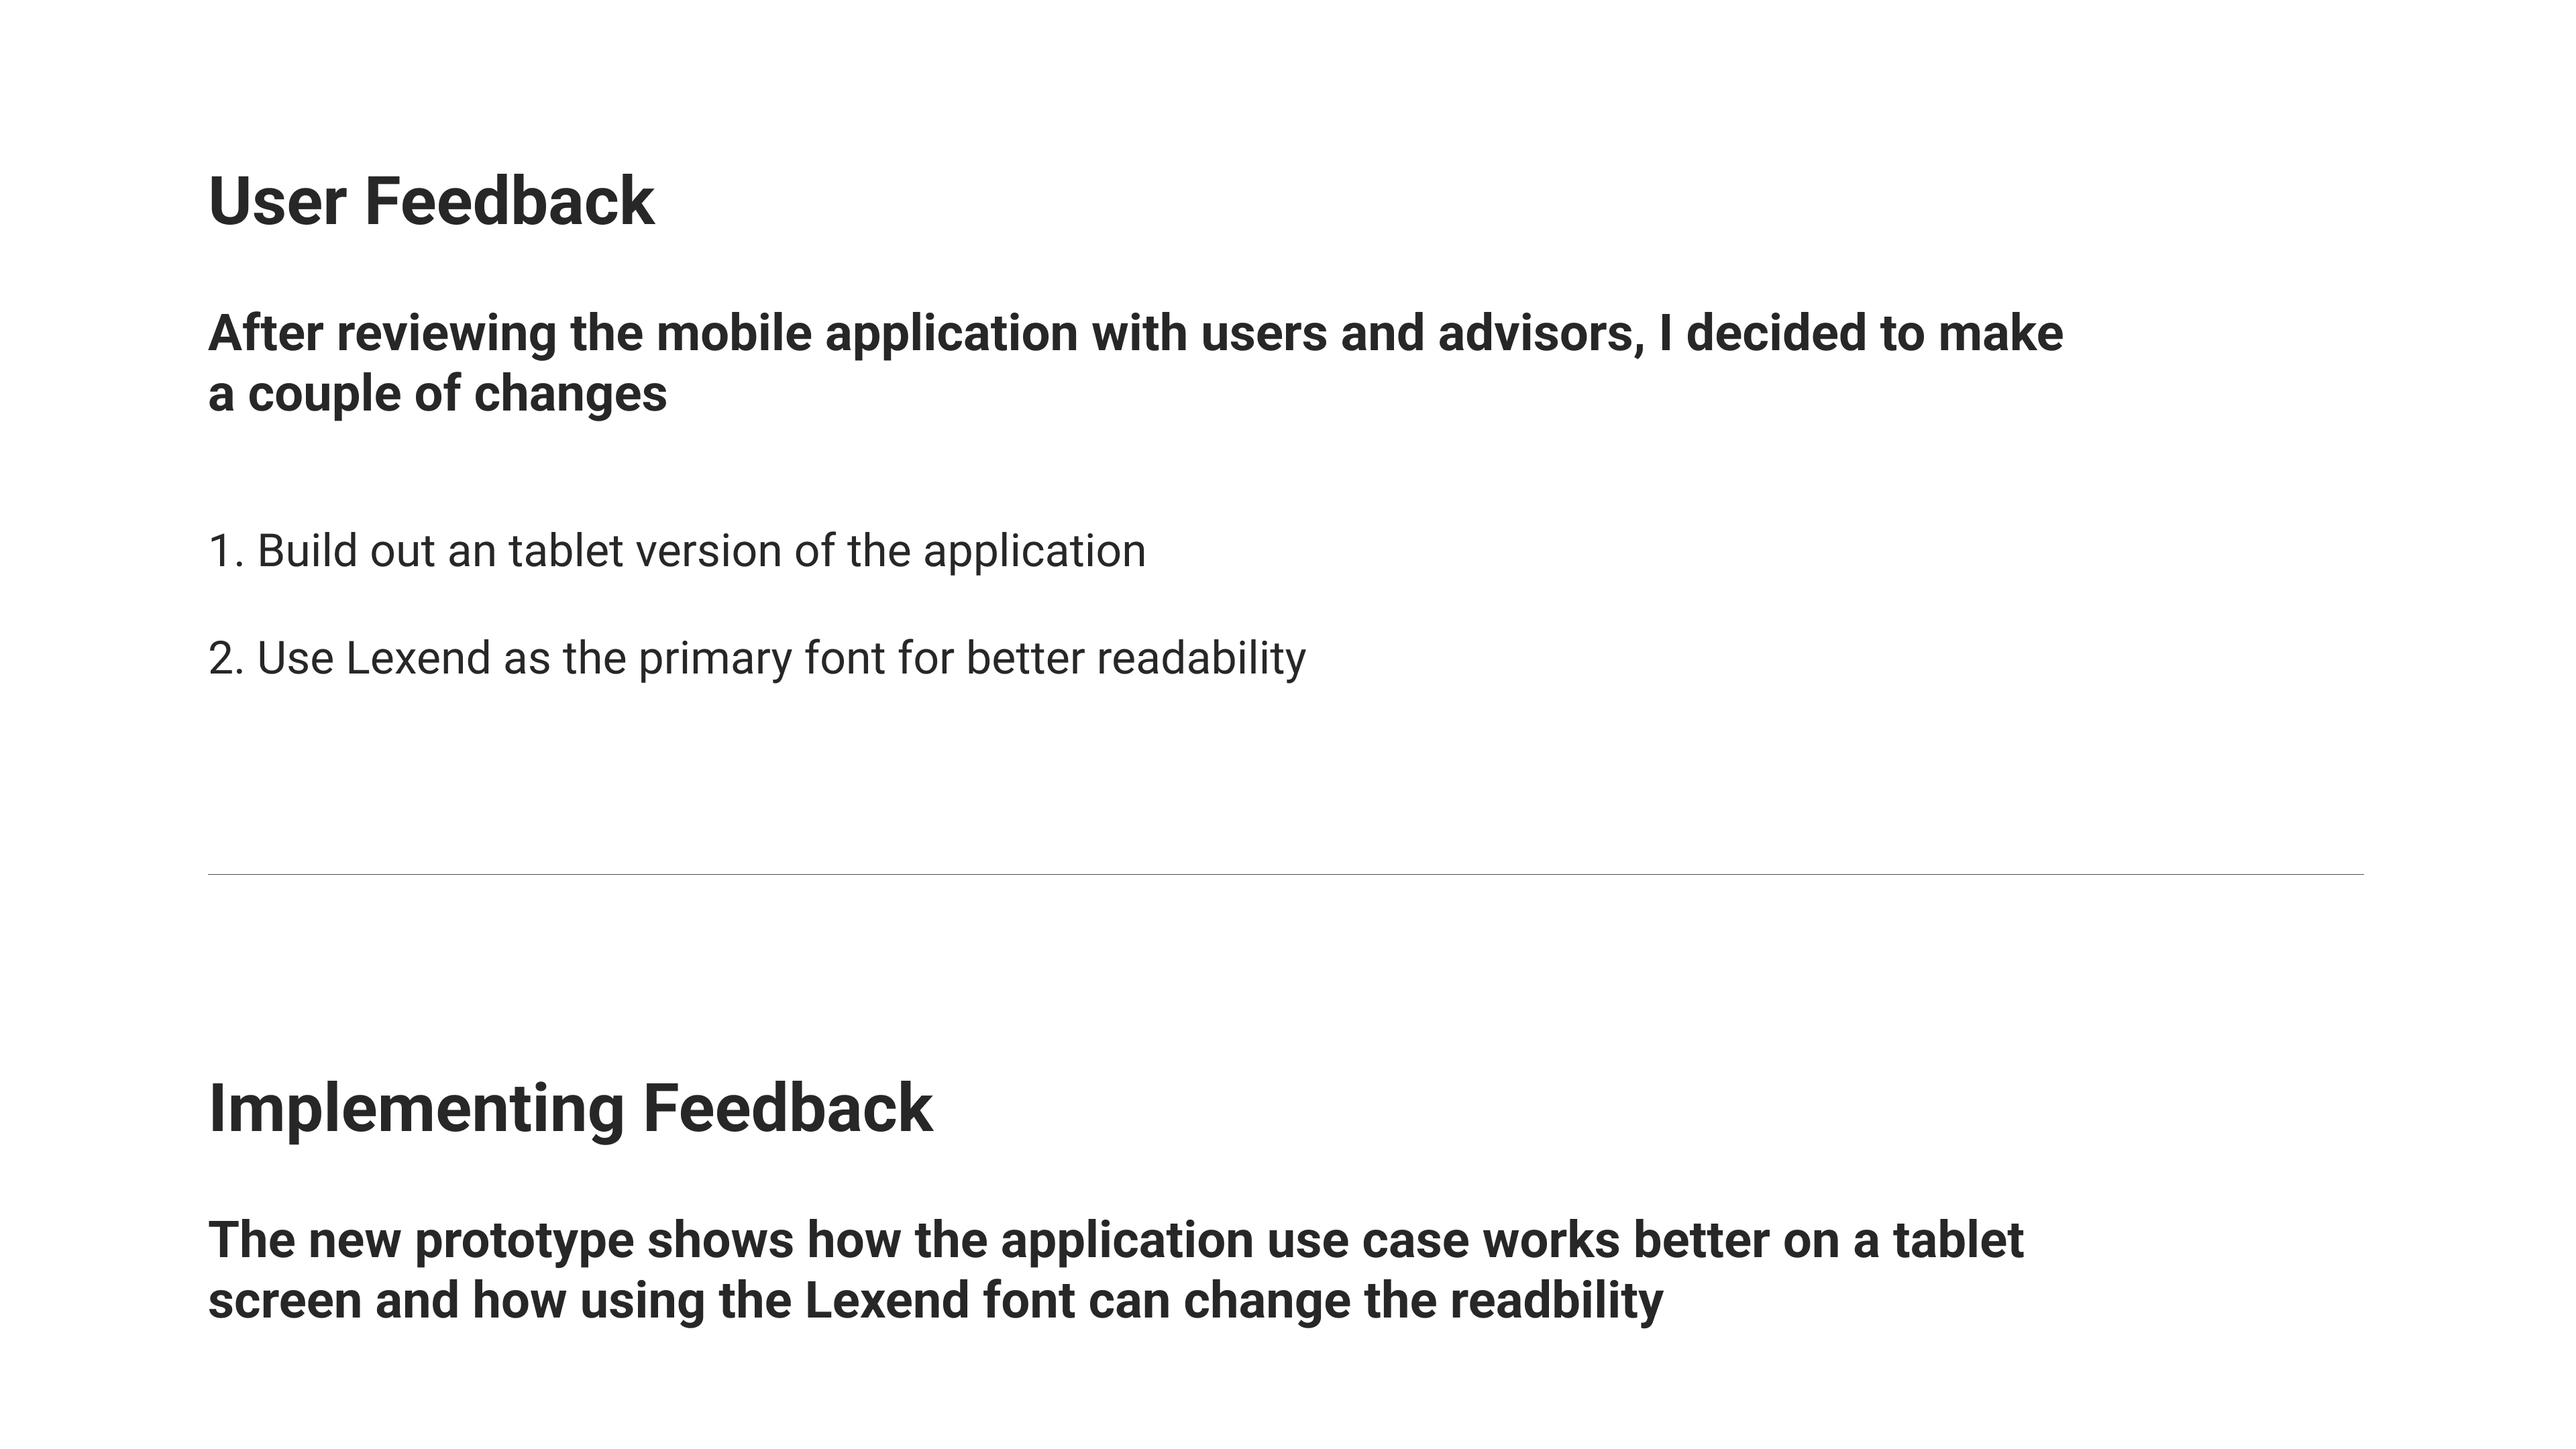 User Feedback
After reviewing the mobile application with users and advisors, I decided to make
a couple of changes
1. Build out an tablet version of the application
2. Use Lexend as the primary font for better readability
Implementing Feedback
The new prototype shows how the application use case works better on a tablet
screen and how using the Lexend font can change the readbility